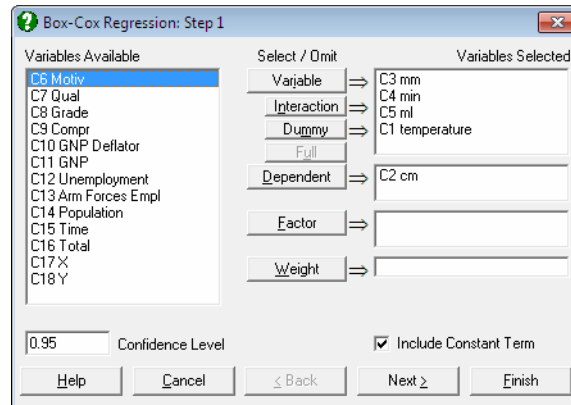 Box-Cox Regression: Step 1
Variables Available
Select / Omit
Variables Selected
C6 Motiv
C7 Qual
C8 Grade
C9 Compr
C10 GNP Deflator
C11 GNP
C12 Unemployment
C13 Arm Forces Empl
C14 Population
C15 Time
C16 Total
C17 X
C18 Y
Variable
Interaction
Dummy
Full
Dependent
Factor
Weight
C3 mm
C4 min
C5 ml
C1 temperature
C2 cm
0.95 Confidence Level
Include Constant Term
Help Cancel < Back Next > Finish